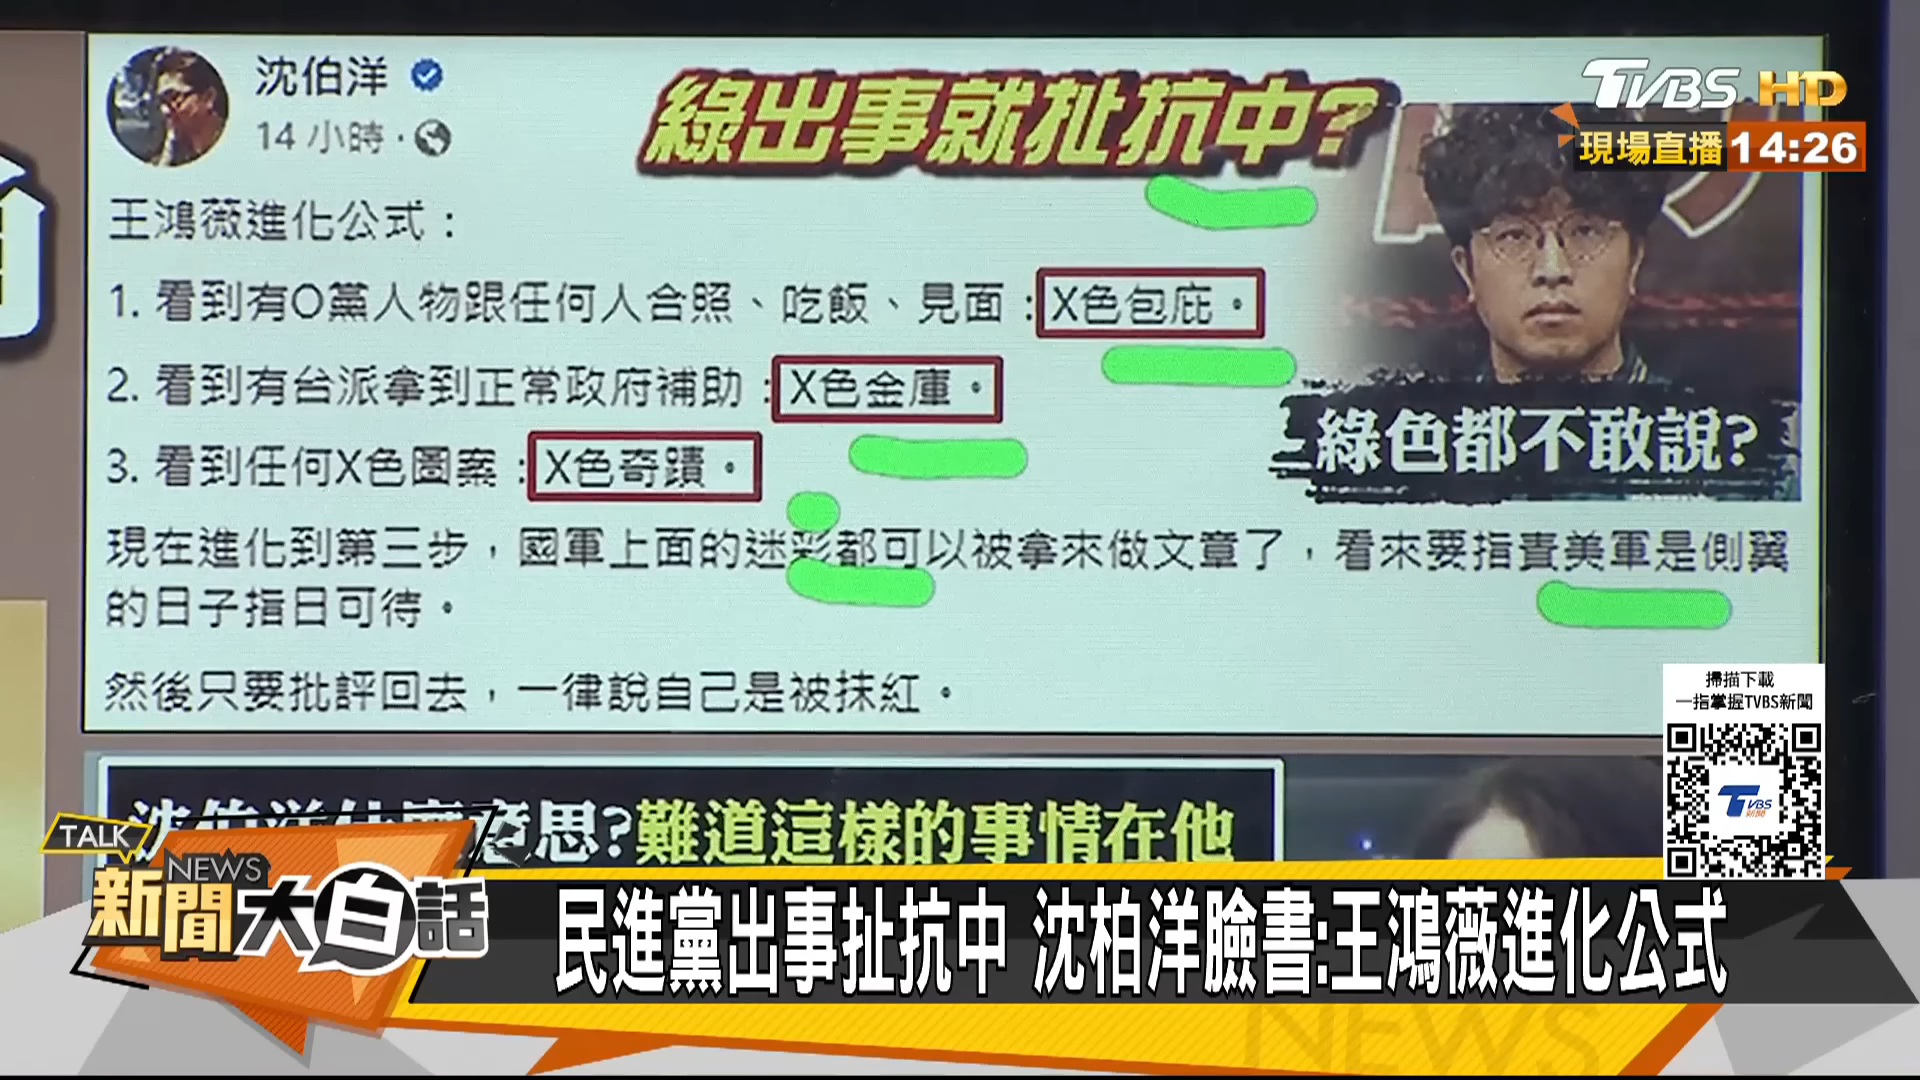 沈伯洋
14 小時
綠出事就扯抗中?
TVBS HD
現場直播 14:26
王鴻薇進化公式：
1. 看到有O黨人物跟任何人合照、吃飯、見面：X色包庇。
2. 看到有台派拿到正常政府補助：X色金庫。
3. 看到任何X色圖案：X色奇蹟。
綠色都不敢說?
現在進化到第三步，國軍上面的迷彩都可以被拿來做文章了，看來要指責美軍是側翼
的日子指日可待。
然後只要批評回去，一律說自己是被抹紅。
掃描下載
一指掌握TVBS新聞
TVBS
新聞
意思?難道這樣的事情在他
TALK
NEWS
新聞大白話
民進黨出事扯抗中 沈柏洋臉書:王鴻薇進化公式
NEWS